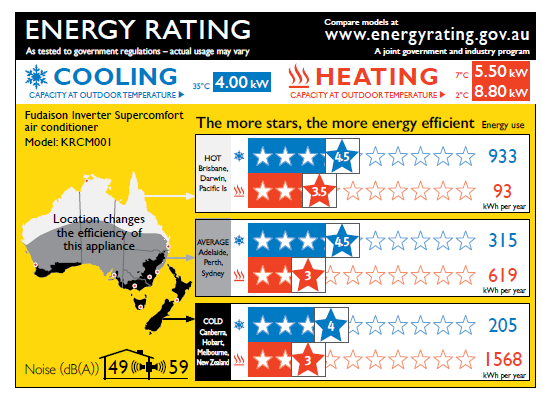 ENERGY RATING
As tested to government regulations – actual usage may vary
Compare models at
www.energyrating.gov.au
A joint government and industry program
COOLING
CAPACITY AT OUTDOOR TEMPERATURE ▶
35°C 4.00 kW
HEATING
CAPACITY AT OUTDOOR TEMPERATURE ▶
7°C 5.50 kW
2°C 8.80 kW
Fudaison Inverter Supercomfort
air conditioner
Model: KRCM001
The more stars, the more energy efficient Energy use
HOT
Brisbane,
Darwin,
Pacific Is
4.5 933
3.5 93
kWh per year
Location changes
the efficiency of
this appliance
AVERAGE
Adelaide,
Perth,
Sydney
4.5 315
3 619
kWh per year
COLD
Canberra,
Hobart,
Melbourne,
New Zealand
4 205
3 1568
kWh per year
Noise (dB(A)) 49 59